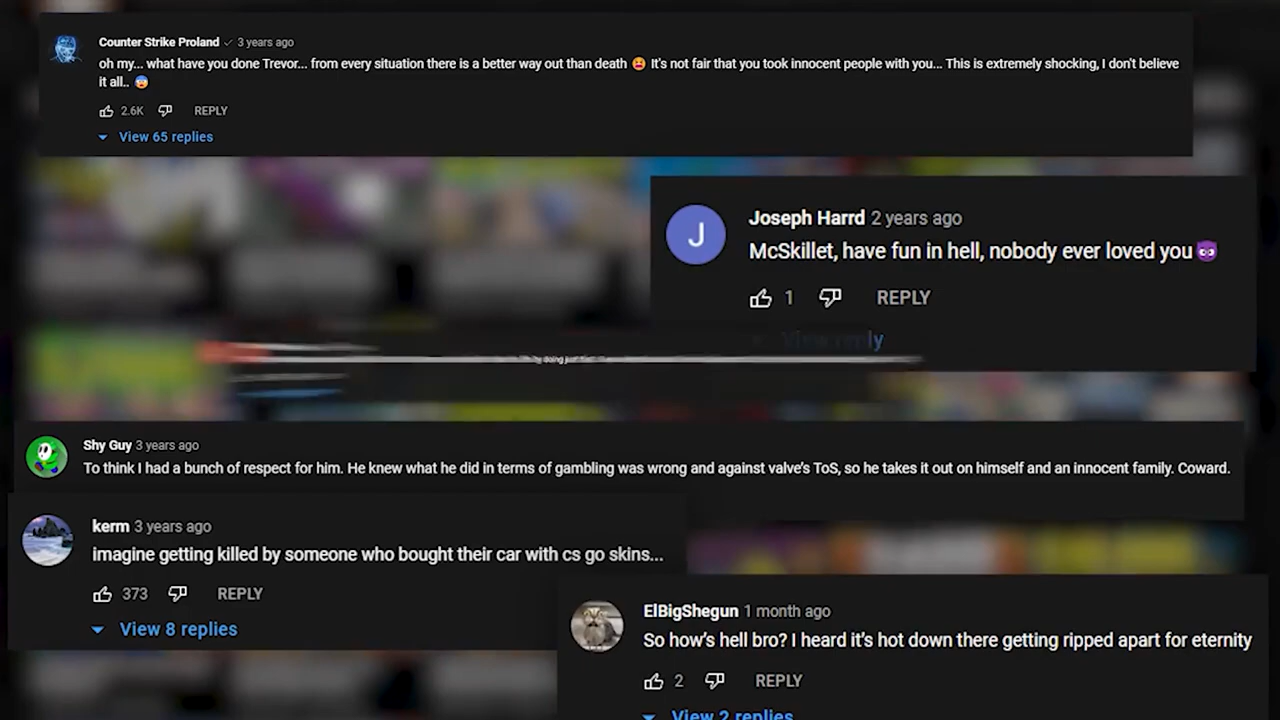 Counter Strike Proland 3 years ago
oh my... what have you done Trevor... from every situation there is a better way out than death 😫 It's not fair that you took innocent people with you... This is extremely shocking, I don't believe
it all.. 😨
2.6K REPLY
View 65 replies
J
Joseph Harrd 2 years ago
McSkillet, have fun in hell, nobody ever loved you 😈
1 REPLY
View reply
Shy Guy 3 years ago
To think I had a bunch of respect for him. He knew what he did in terms of gambling was wrong and against valve's ToS, so he takes it out on himself and an innocent family. Coward.
kerm 3 years ago
imagine getting killed by someone who bought their car with cs go skins...
373 REPLY
View 8 replies
ElBigShegun 1 month ago
So how's hell bro? I heard it's hot down there getting ripped apart for eternity
2 REPLY
View 2 replies